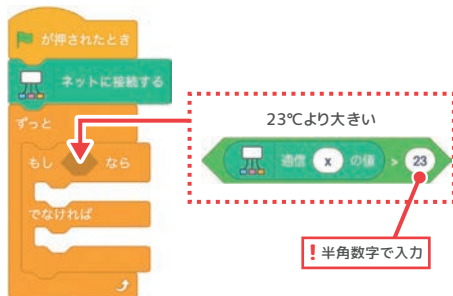 が押されたとき
ネットに接続する
ずっと
もし なら
でなければ
23℃より大きい
通信 x の値 > 23
! 半角数字で入力